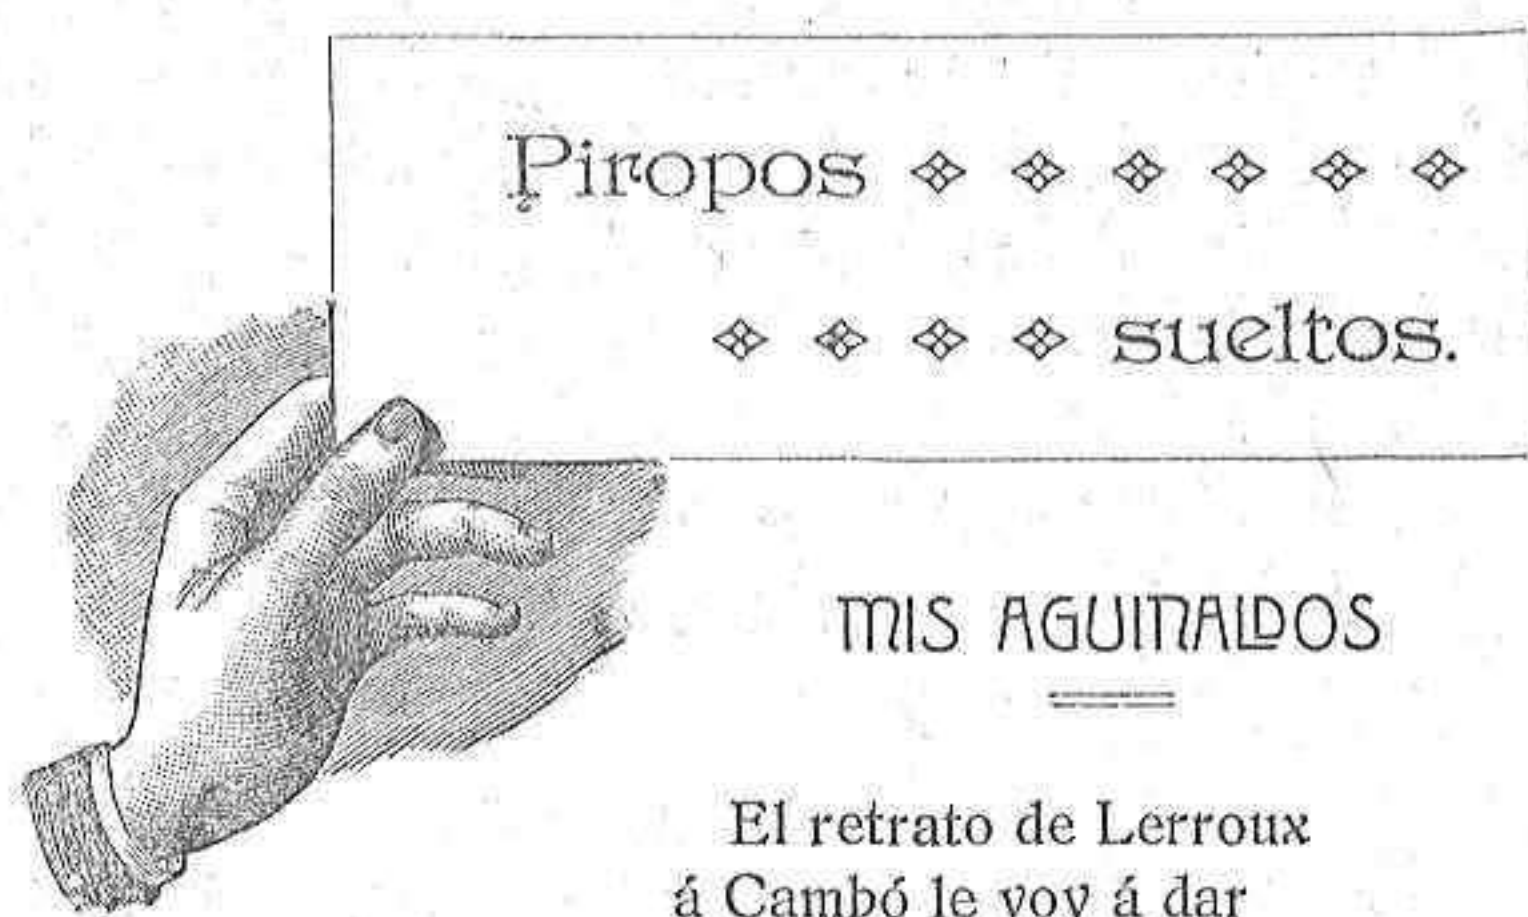 Piropos
sueltos.
MIS AGUINALDOS
El retrato de Lerroux
á Cambó le voy á dar